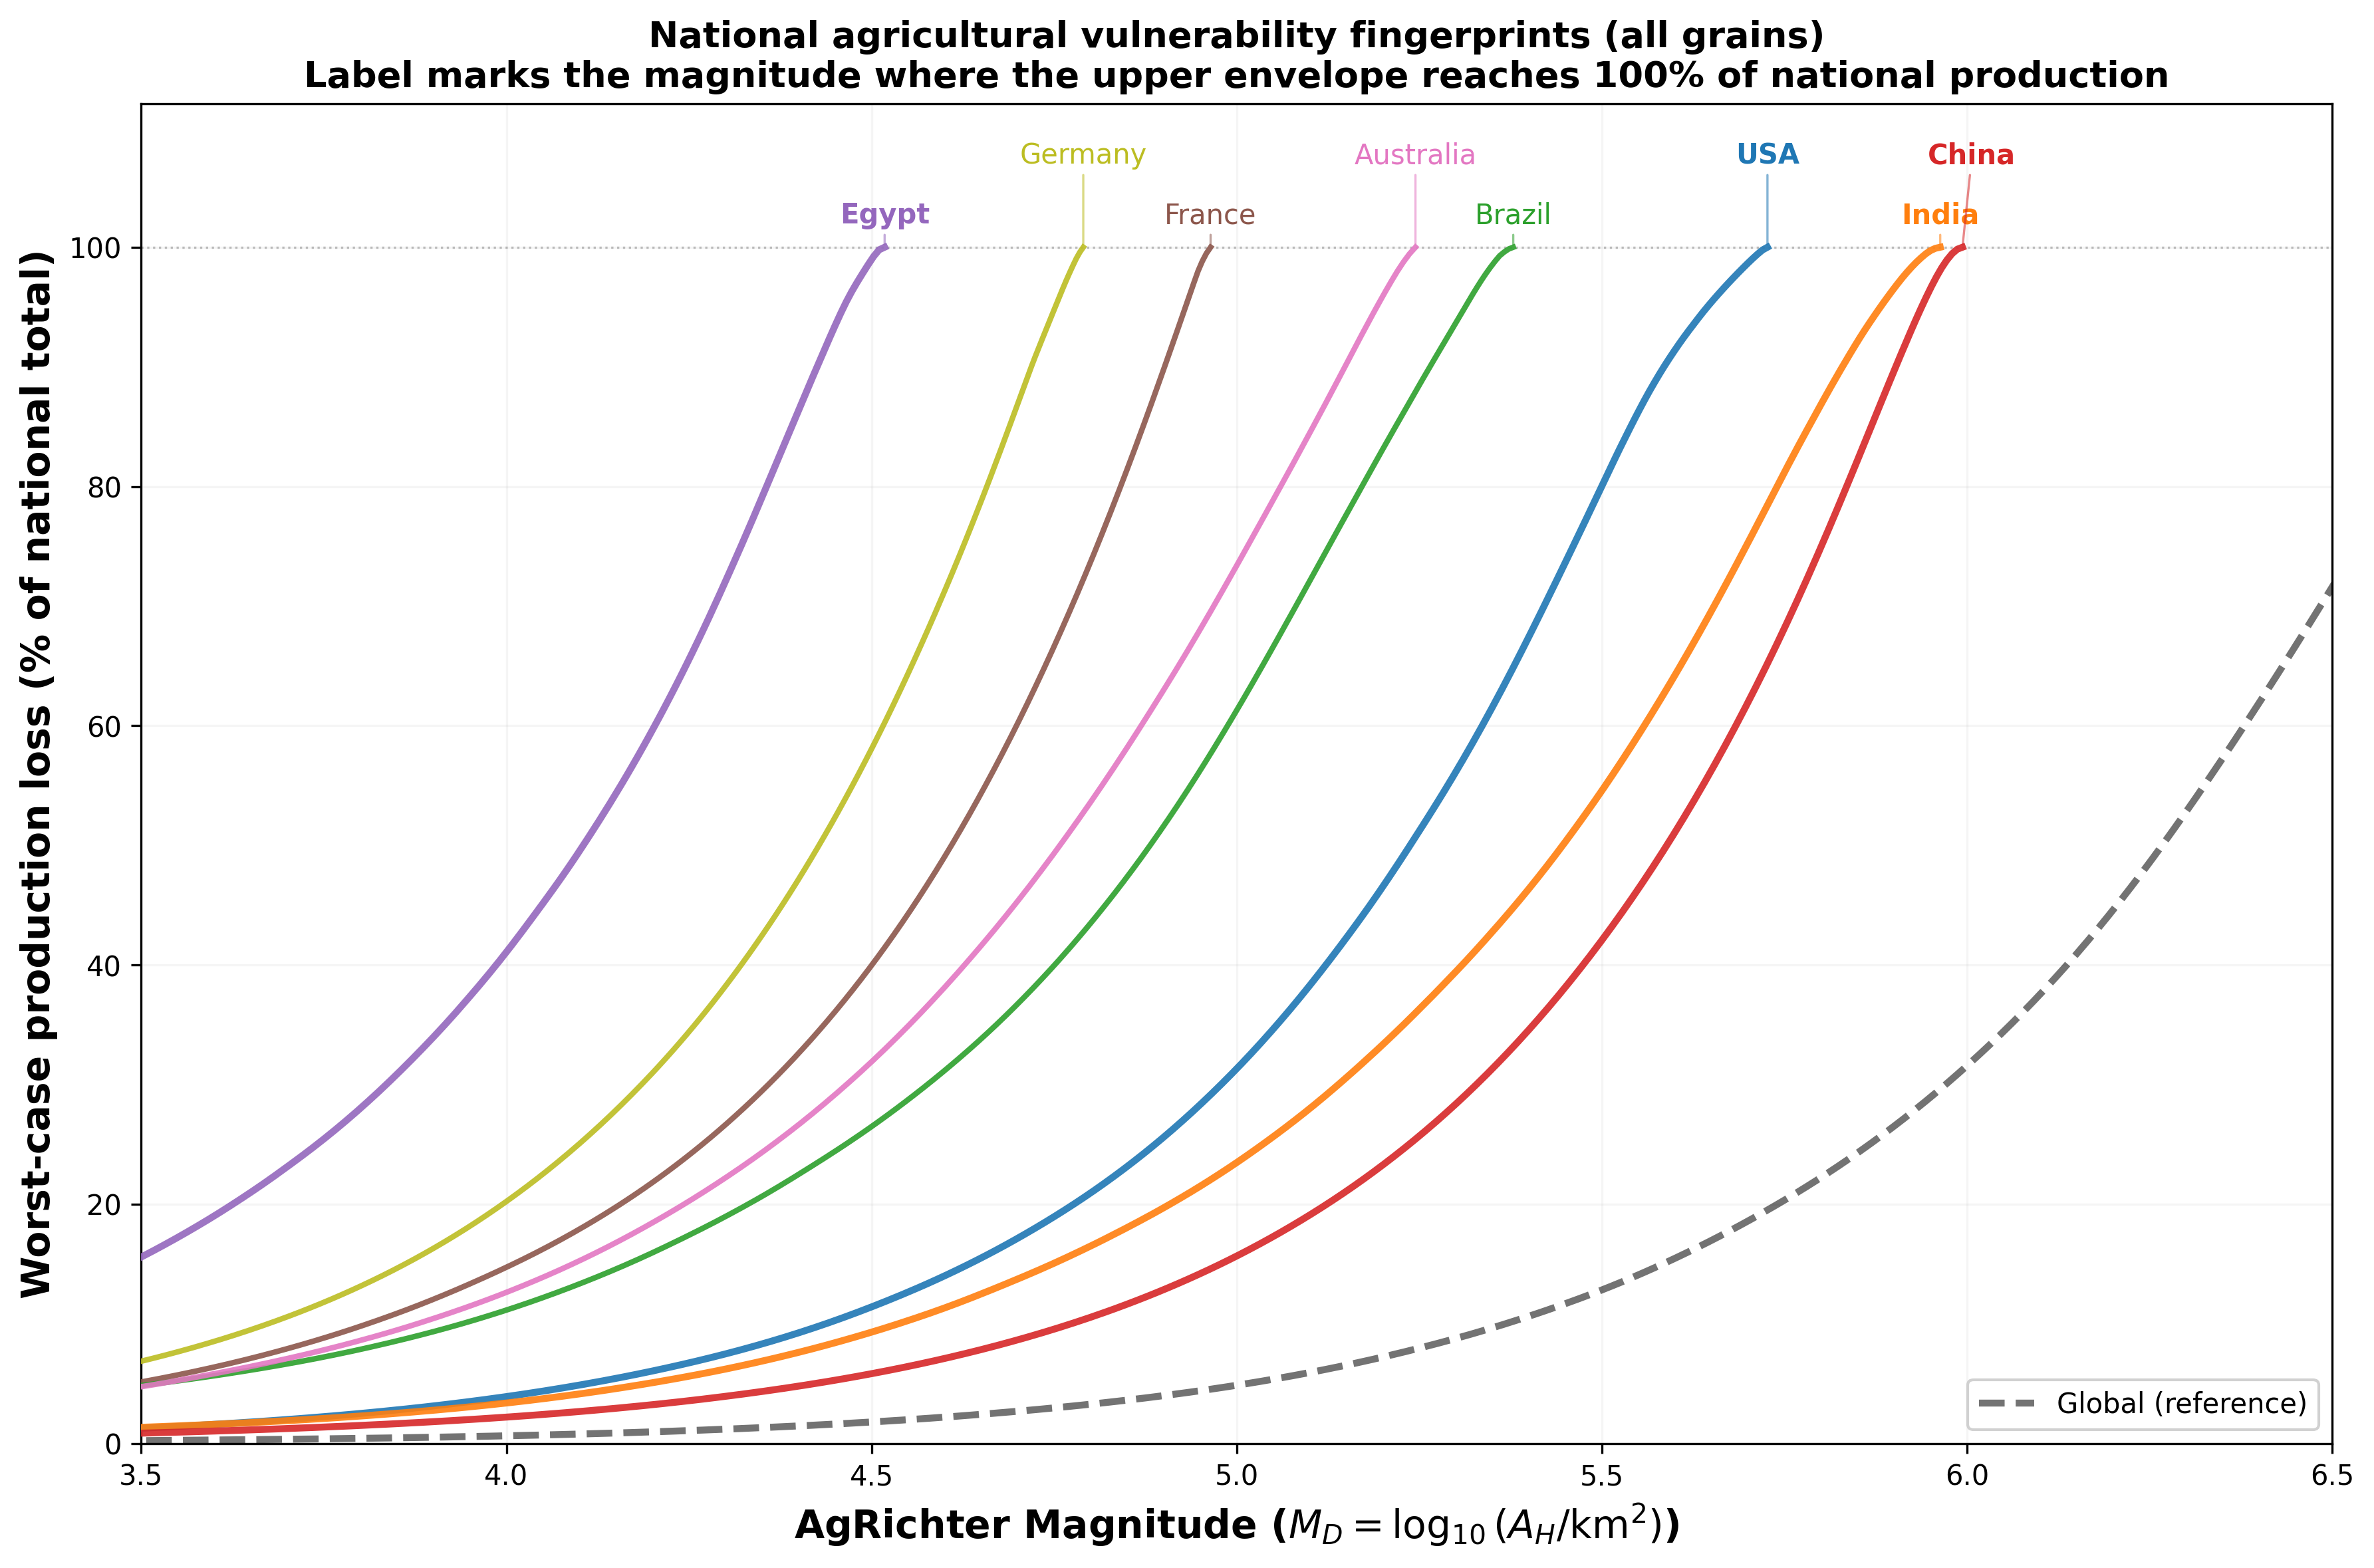 National agricultural vulnerability fingerprints (all grains)
Label marks the magnitude where the upper envelope reaches 100% of national production
Germany
Australia
USA
China
Egypt
France
Brazil
India
Worst-case production loss (% of national total)
100
80
60
40
20
0
Global (reference)
3.5
4.0
4.5
5.0
5.5
6.0
6.5
AgRichter Magnitude (M_D = log₁₀(A_H/km²))